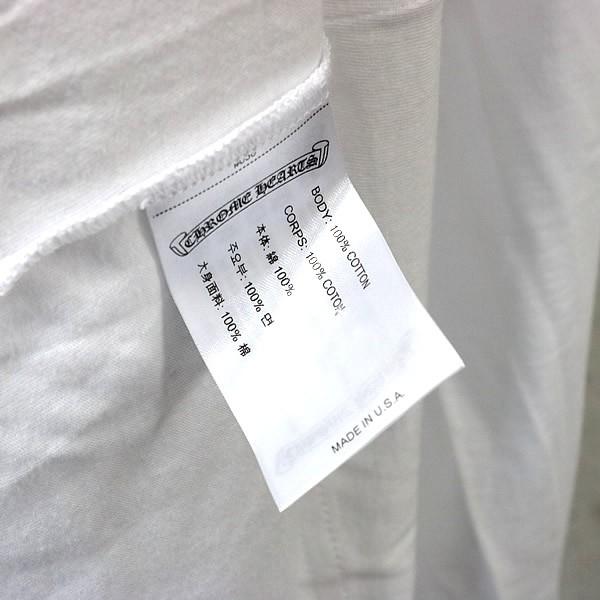 CHROME HEARTS
BODY: 100% COTTON
CORPS: 100% COTON
本体: 綿 100%
주요부: 100% 면
大身面料: 100% 棉
MADE IN U.S.A.